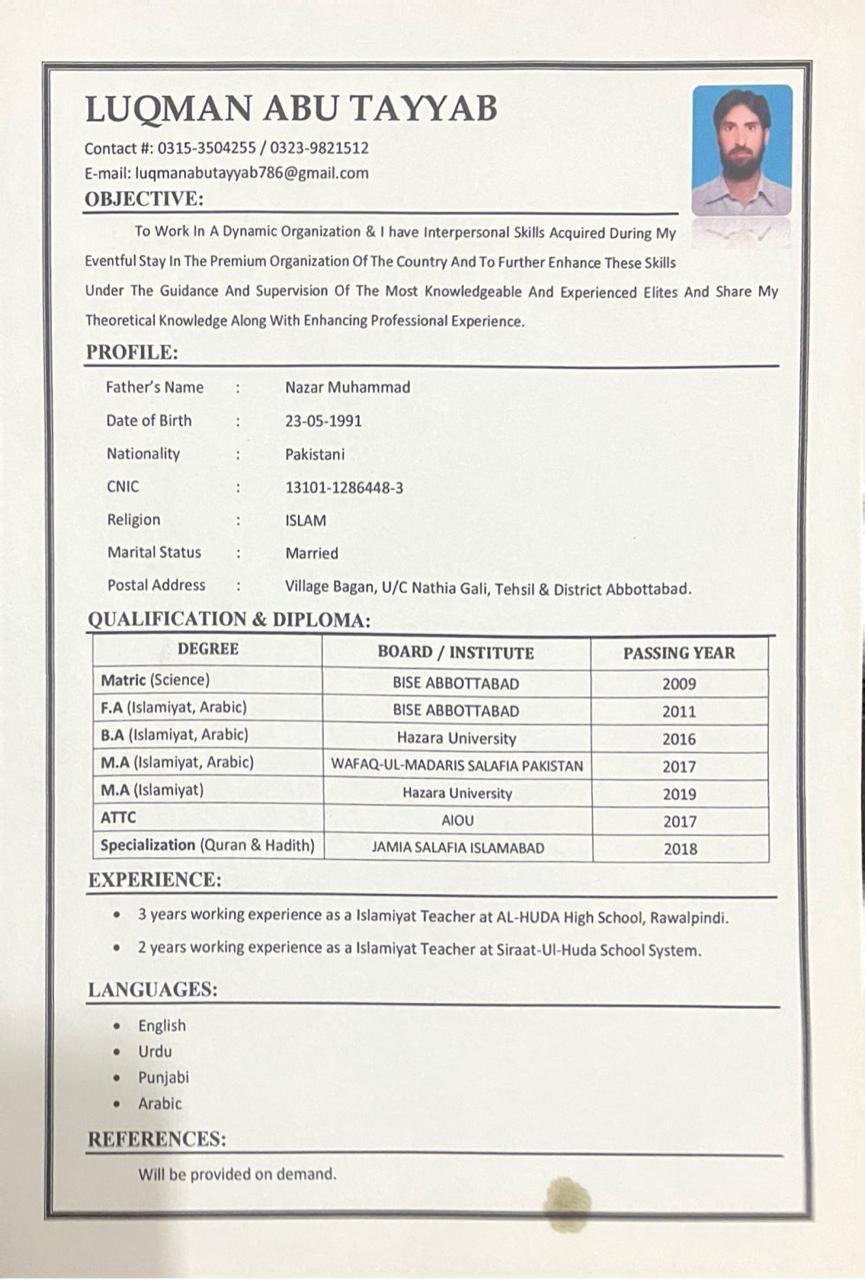 LUQMAN ABU TAYYAB
Contact #: 0315-3504255 / 0323-9821512
E-mail: luqmanabutayyab786@gmail.com
OBJECTIVE:
To Work In A Dynamic Organization & I have Interpersonal Skills Acquired During My
Eventful Stay In The Premium Organization Of The Country And To Further Enhance These Skills
Under The Guidance And Supervision Of The Most Knowledgeable And Experienced Elites And Share My
Theoretical Knowledge Along With Enhancing Professional Experience.
PROFILE:
Father's Name : Nazar Muhammad
Date of Birth : 23-05-1991
Nationality : Pakistani
CNIC : 13101-1286448-3
Religion : ISLAM
Marital Status : Married
Postal Address : Village Bagan, U/C Nathia Gali, Tehsil & District Abbottabad.
QUALIFICATION & DIPLOMA:
DEGREE BOARD / INSTITUTE PASSING YEAR
Matric (Science) BISE ABBOTTABAD 2009
F.A (Islamiyat, Arabic) BISE ABBOTTABAD 2011
B.A (Islamiyat, Arabic) Hazara University 2016
M.A (Islamiyat, Arabic) WAFAQ-UL-MADARIS SALAFIA PAKISTAN 2017
M.A (Islamiyat) Hazara University 2019
ATTC AIOU 2017
Specialization (Quran & Hadith) JAMIA SALAFIA ISLAMABAD 2018
EXPERIENCE:
• 3 years working experience as a Islamiyat Teacher at AL-HUDA High School, Rawalpindi.
• 2 years working experience as a Islamiyat Teacher at Siraat-Ul-Huda School System.
LANGUAGES:
• English
• Urdu
• Punjabi
• Arabic
REFERENCES:
Will be provided on demand.